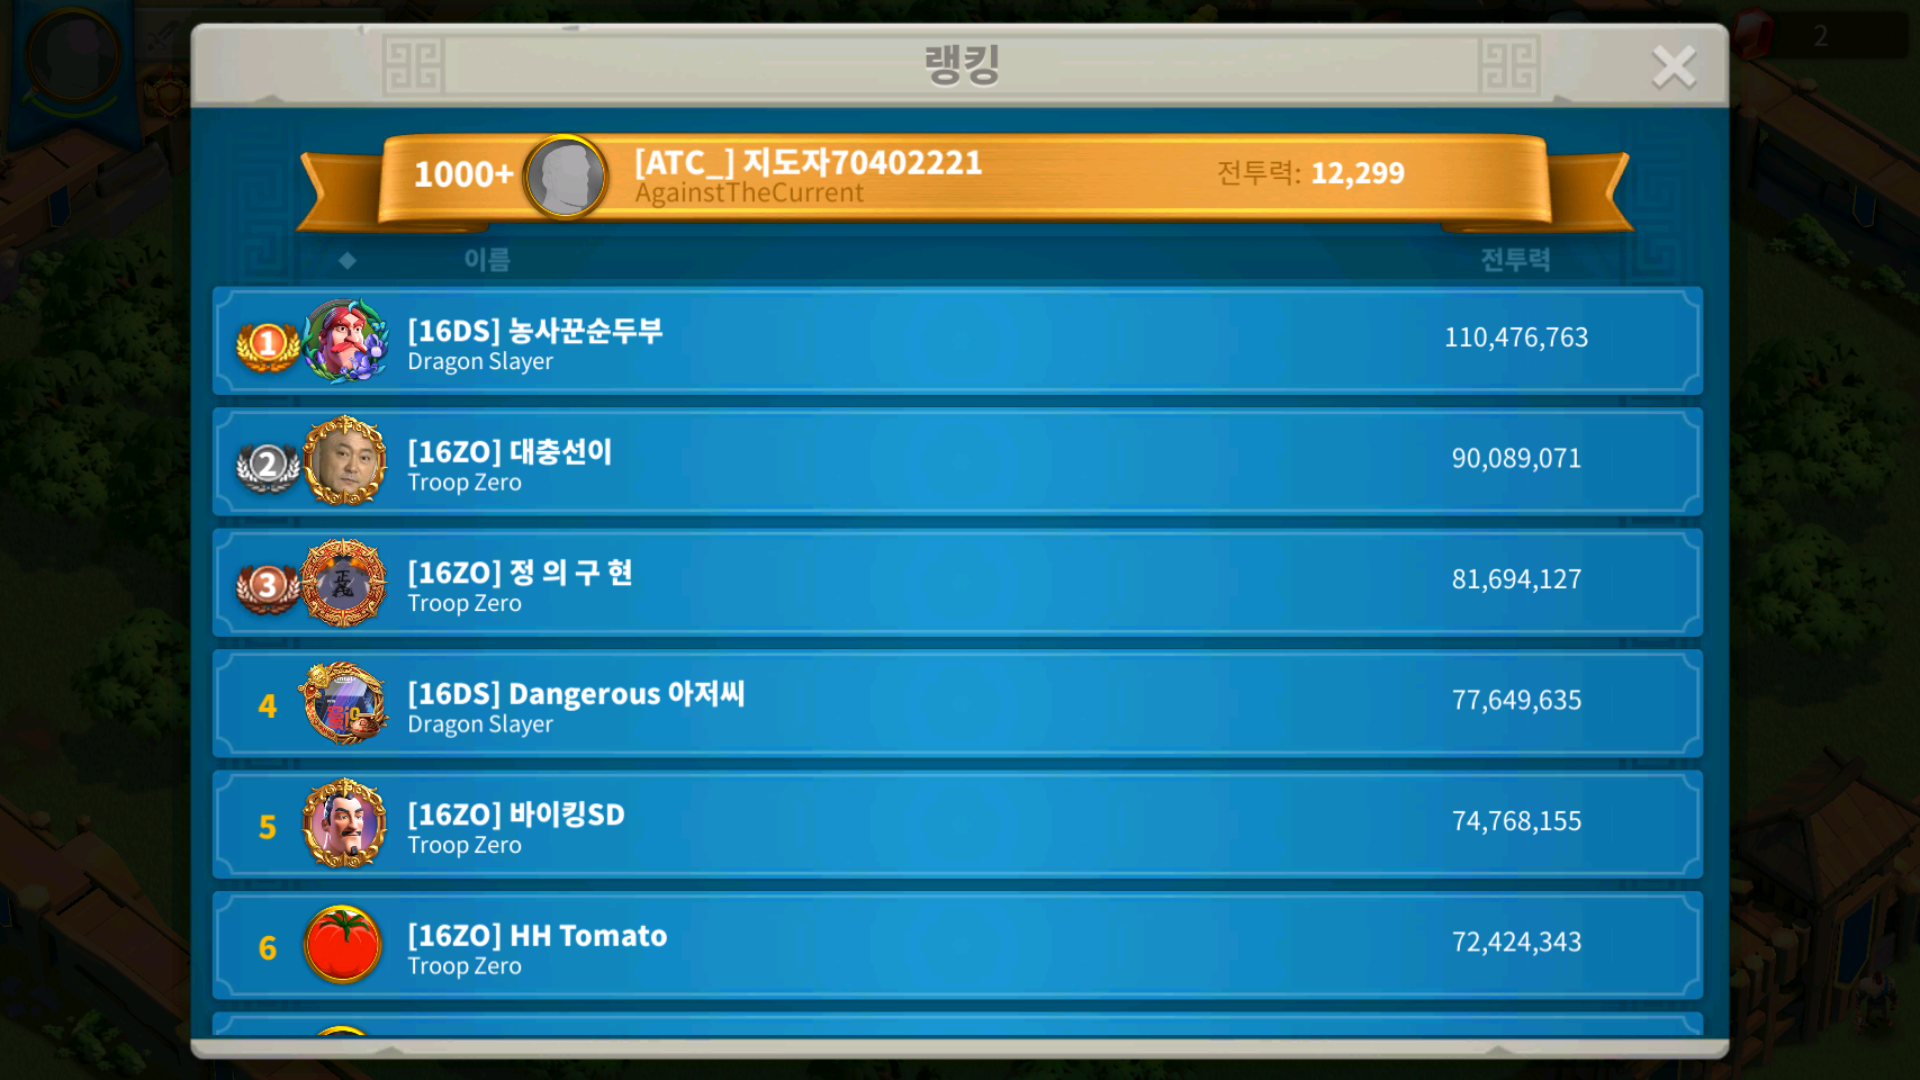 2
랭킹
1000+
[ATC_] 지도자70402221
AgainstTheCurrent
전투력: 12,299
이름 전투력
1 [16DS] 농사꾼순두부 110,476,763
Dragon Slayer
2 [16ZO] 대충선이 90,089,071
Troop Zero
3 [16ZO] 정 의 구 현 81,694,127
Troop Zero
4 [16DS] Dangerous 아저씨 77,649,635
Dragon Slayer
5 [16ZO] 바이킹SD 74,768,155
Troop Zero
6 [16ZO] HH Tomato 72,424,343
Troop Zero